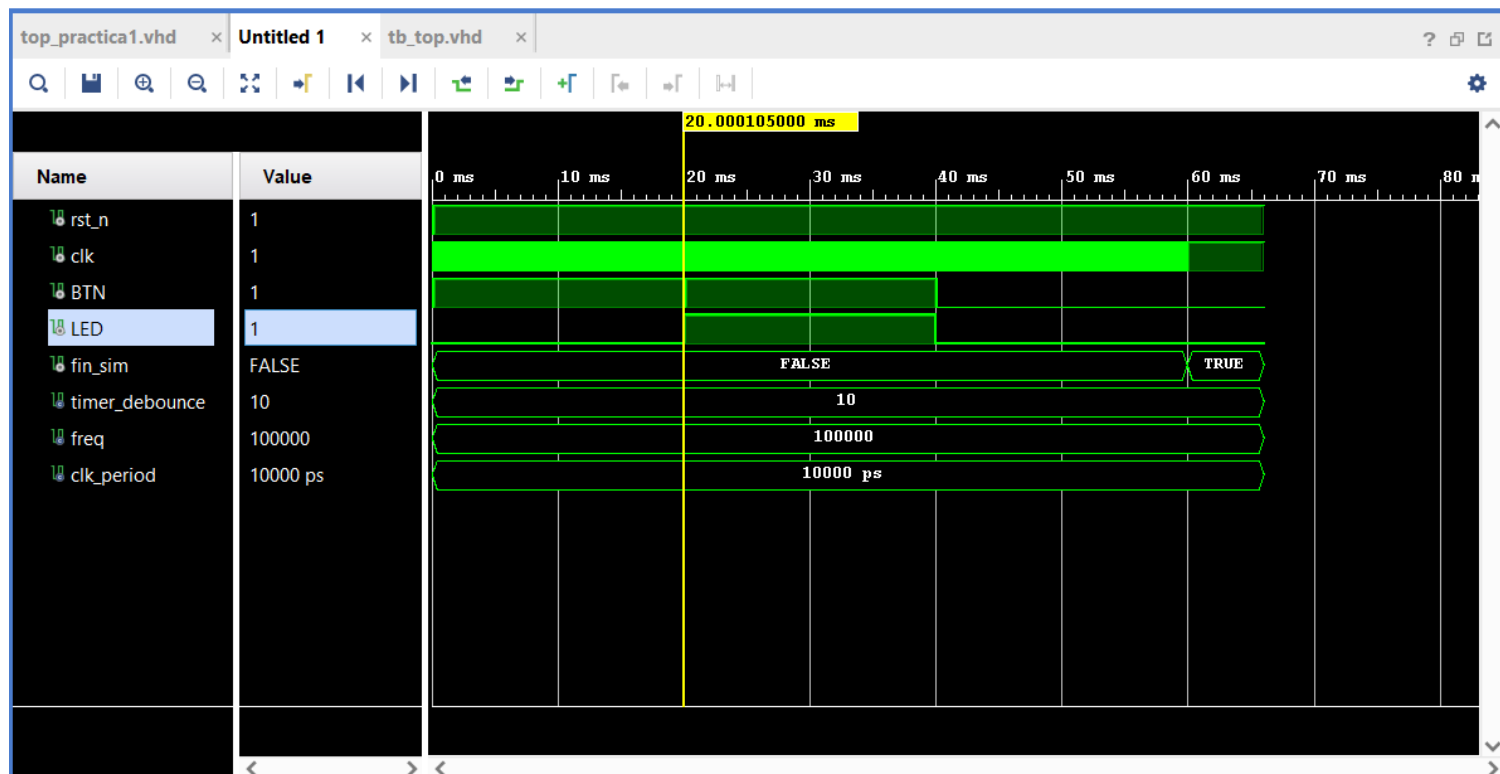 top_practica1.vhd × Untitled 1 × tb_top.vhd ×
20.000105000 ms
Name Value 0 ms 10 ms 20 ms 30 ms 40 ms 50 ms 60 ms 70 ms 80 m
rst_n 1
clk 1
BTN 1
LED 1
fin_sim FALSE FALSE TRUE
timer_debounce 10 10
freq 100000 100000
clk_period 10000 ps 10000 ps